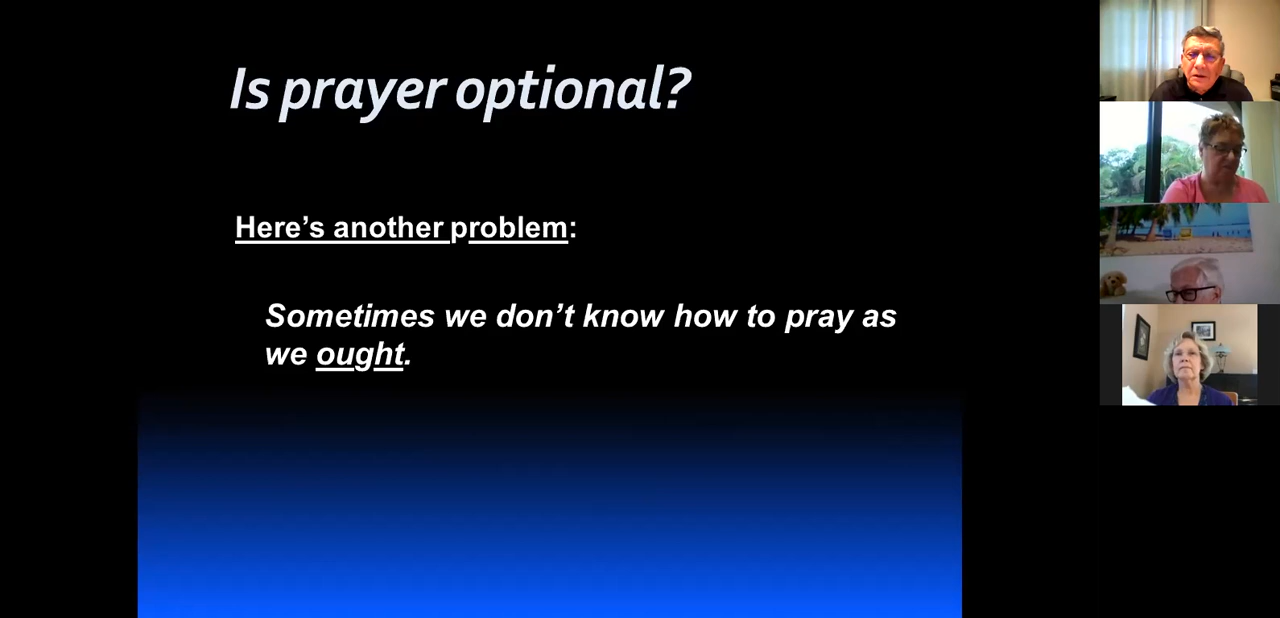 Is prayer optional?
Here’s another problem:
Sometimes we don’t know how to pray as
we ought.